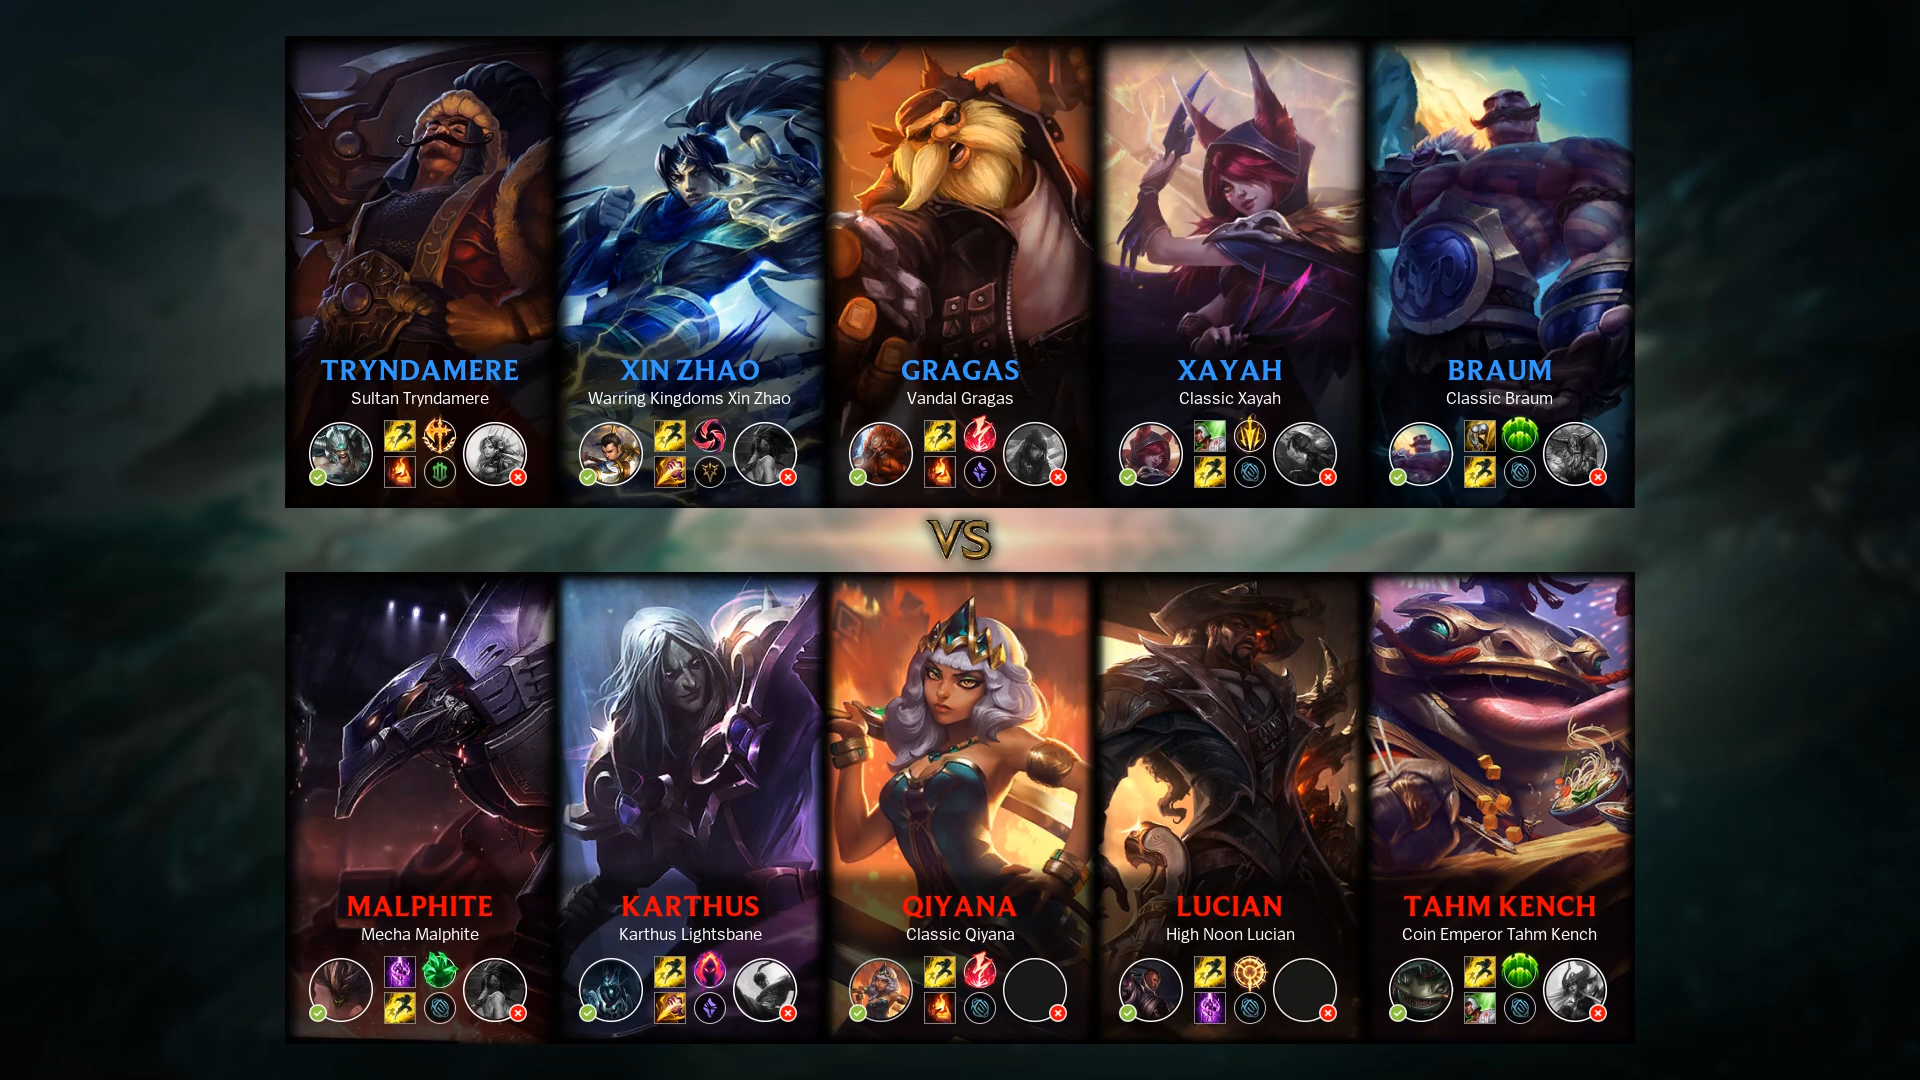 TRYNDAMERE
Sultan Tryndamere
XIN ZHAO
Warring Kingdoms Xin Zhao
GRAGAS
Vandal Gragas
XAYAH
Classic Xayah
BRAUM
Classic Braum
VS
MALPHITE
Mecha Malphite
KARTHUS
Karthus Lightsbane
QIYANA
Classic Qiyana
LUCIAN
High Noon Lucian
TAHM KENCH
Coin Emperor Tahm Kench